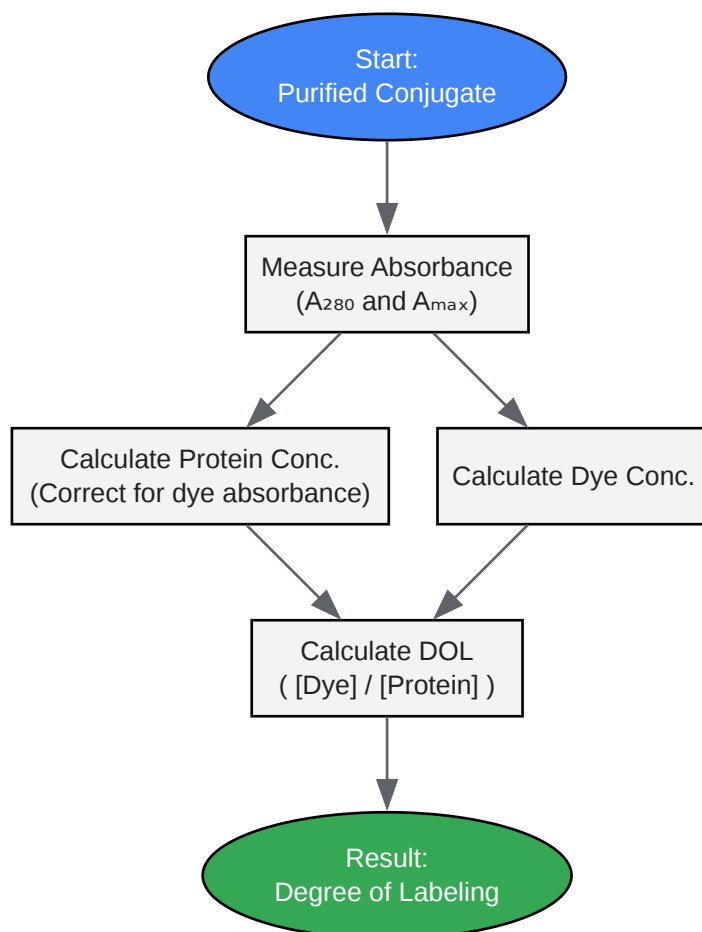 Start:
Purified Conjugate
Measure Absorbance
(A₂₈₀ and Aₘₐₓ)
Calculate Protein Conc.
(Correct for dye absorbance)
Calculate Dye Conc.
Calculate DOL
( [Dye] / [Protein] )
Result:
Degree of Labeling